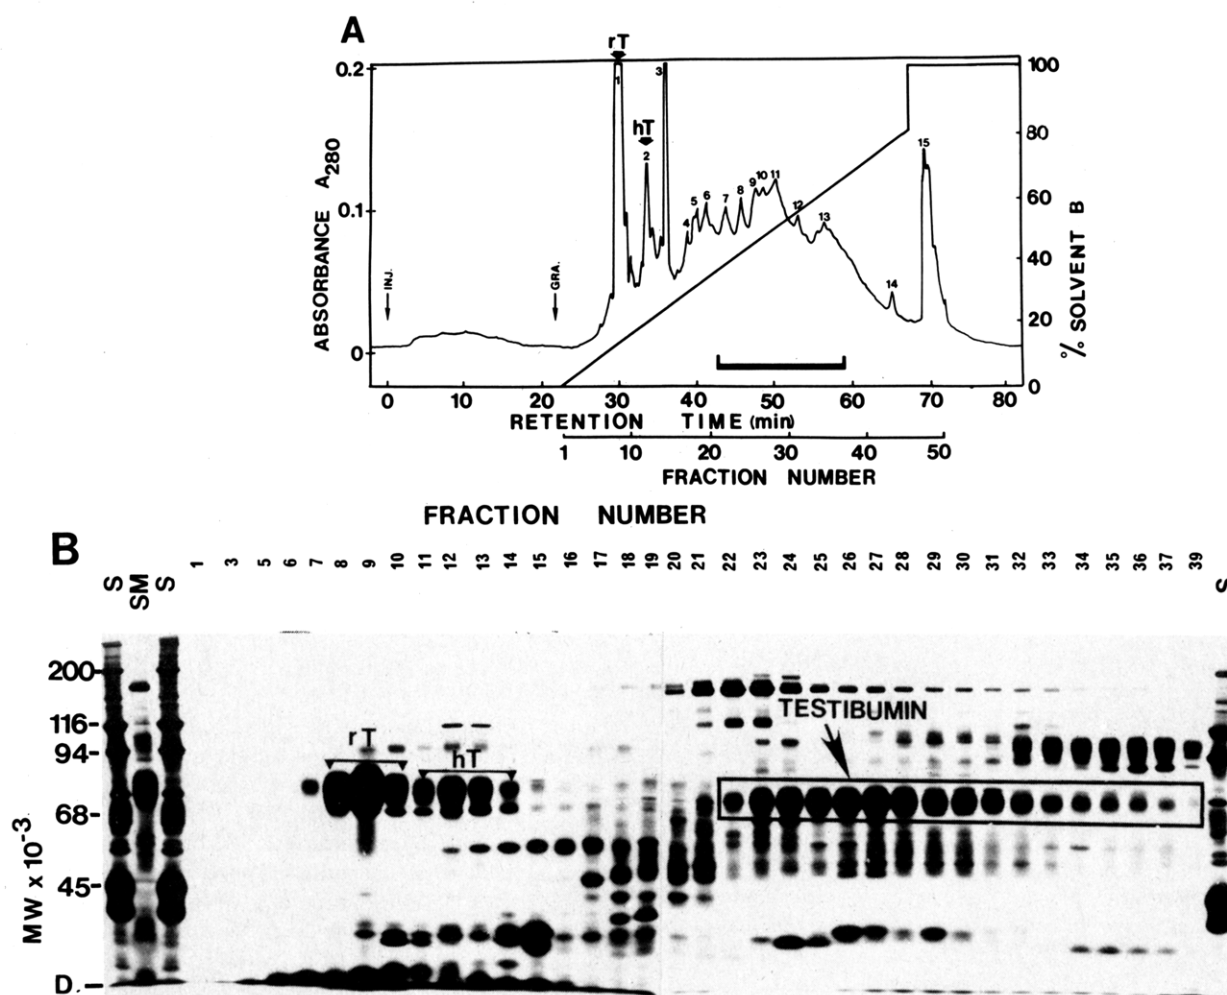 A
rT
0.2
100
1
3
hT
80
2
ABSORBANCE A280
0.1
5 6 7 8 9 10 11
4
12 13
15
60
40
INJ.
GRA.
14
20
0
0
% SOLVENT B
0 10 20 30 40 50 60 70 80
RETENTION TIME (min)
1 10 20 30 40 50
FRACTION NUMBER
FRACTION NUMBER
B
S SM S 1 3 5 6 7 8 9 10 11 12 13 14 15 16 17 18 19 20 21 22 23 24 25 26 27 28 29 30 31 32 33 34 35 36 37 39 S
200
116-
TESTIBUMIN
rT
94-
hT
68-
45-
MW x 10-3
D.-